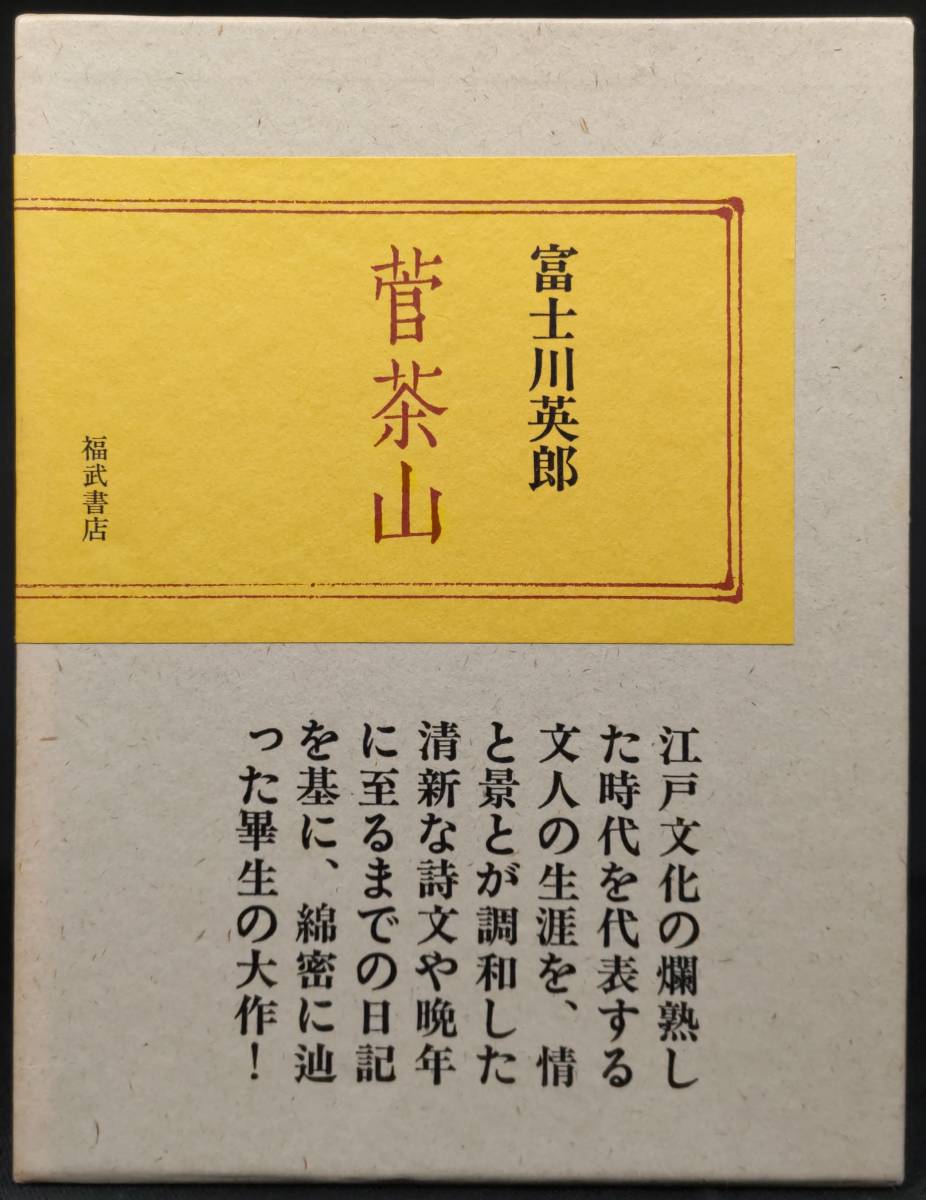 富士川英郎
菅茶山
福武書店
江戸文化の爛熟し
た時代を代表する
文人の生涯を、情
と景とが調和した
清新な詩文や晩年
に至るまでの日記
を基に、綿密に辿
った畢生の大作！